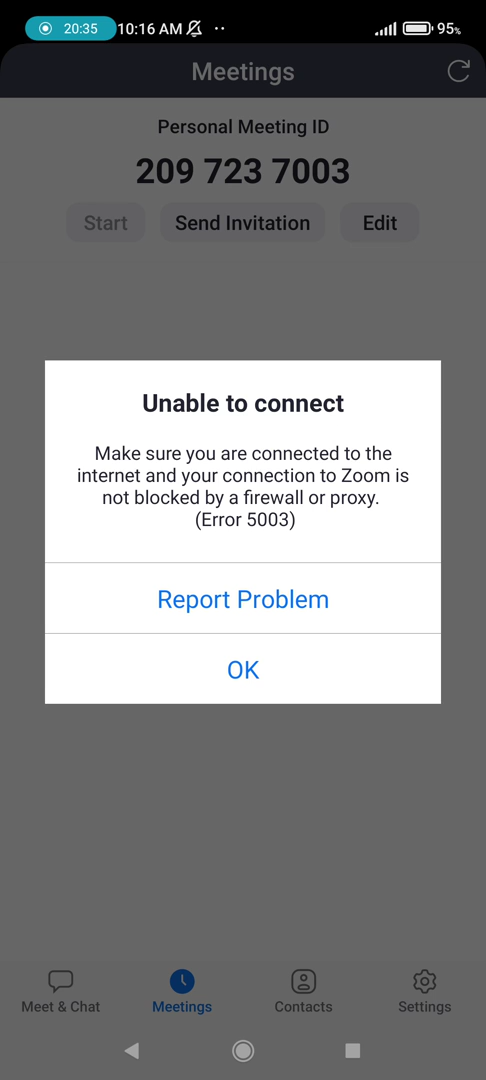 20:35 10:16 AM 95%
Meetings
Personal Meeting ID
209 723 7003
Start Send Invitation Edit
Unable to connect
Make sure you are connected to the
internet and your connection to Zoom is
not blocked by a firewall or proxy.
(Error 5003)
Report Problem
OK
Meet & Chat Meetings Contacts Settings